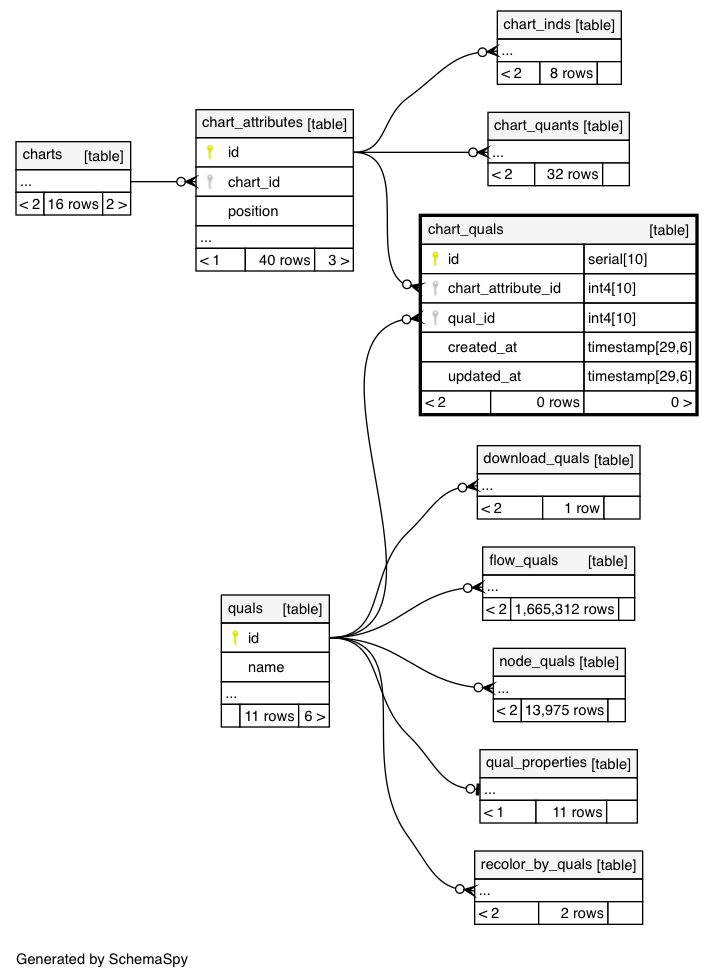 chart_inds [table]
...
< 2 8 rows
chart_attributes [table]
id
chart_id
position
...
< 1 40 rows 3 >
chart_quants [table]
...
< 2 32 rows
charts [table]
...
< 2 16 rows 2 >
chart_quals [table]
id serial[10]
chart_attribute_id int4[10]
qual_id int4[10]
created_at timestamp[29,6]
updated_at timestamp[29,6]
< 2 0 rows 0 >
download_quals [table]
...
< 2 1 row
flow_quals [table]
...
< 2 1,665,312 rows
quals [table]
id
name
...
11 rows 6 >
node_quals [table]
...
< 2 13,975 rows
qual_properties [table]
...
< 1 11 rows
recolor_by_quals [table]
...
< 2 2 rows
Generated by SchemaSpy